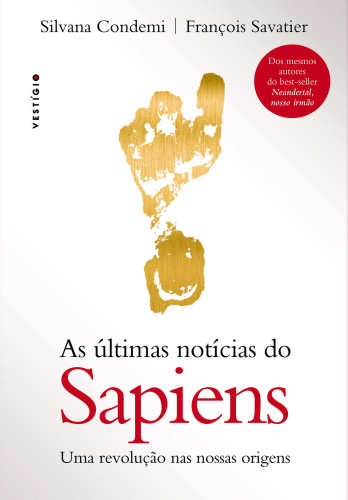 Silvana Condemi | François Savatier
VESTÍGIO
Dos mesmos
autores
do best-seller
Neandertal,
nosso irmão
As últimas notícias do
Sapiens
Uma revolução nas nossas origens